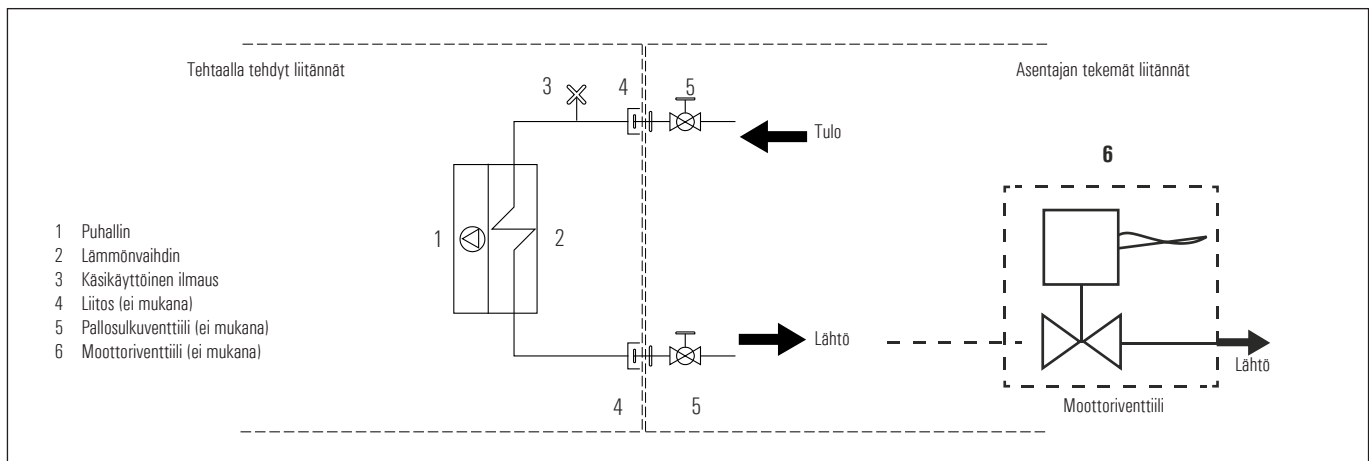 Tehtaalla tehdyt liitännät
Asentajan tekemät liitännät
3
4
5
Tulo
6
1 Puhallin
2 Lämmönvaihdin
3 Käsikäyttöinen ilmaus
4 Liitos (ei mukana)
5 Pallosulkuventtiili (ei mukana)
6 Moottoriventtiili (ei mukana)
1
2
Lähtö
Lähtö
4
5
Moottoriventtiili